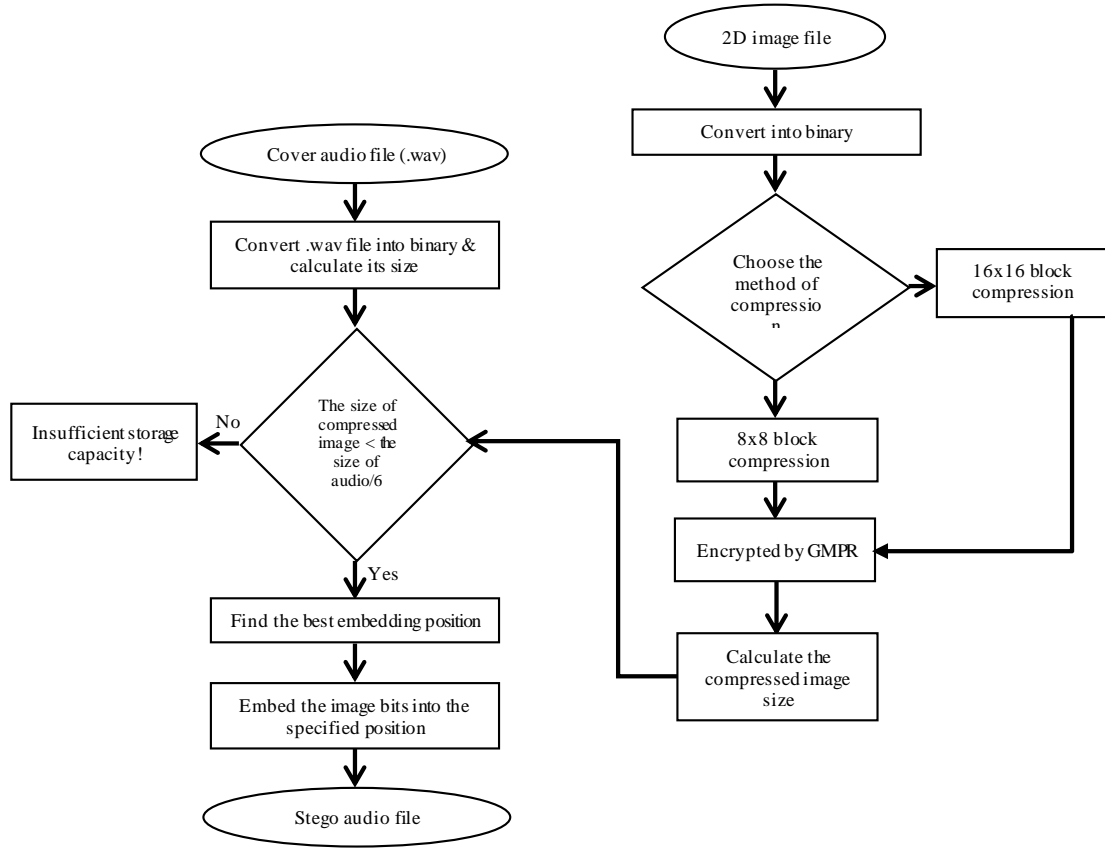 2D image file
Convert into binary
Cover audio file (.wav)
Convert .wav file into binary &
calculate its size
Choose the
method of
compressio
n
16x16 block
compression
The size of
compressed
image < the
size of
audio/6
No
Insufficient storage
capacity!
8x8 block
compression
Encrypted by GMPR
Yes
Find the best embedding position
Calculate the
compressed image
size
Embed the image bits into the
specified position
Stego audio file